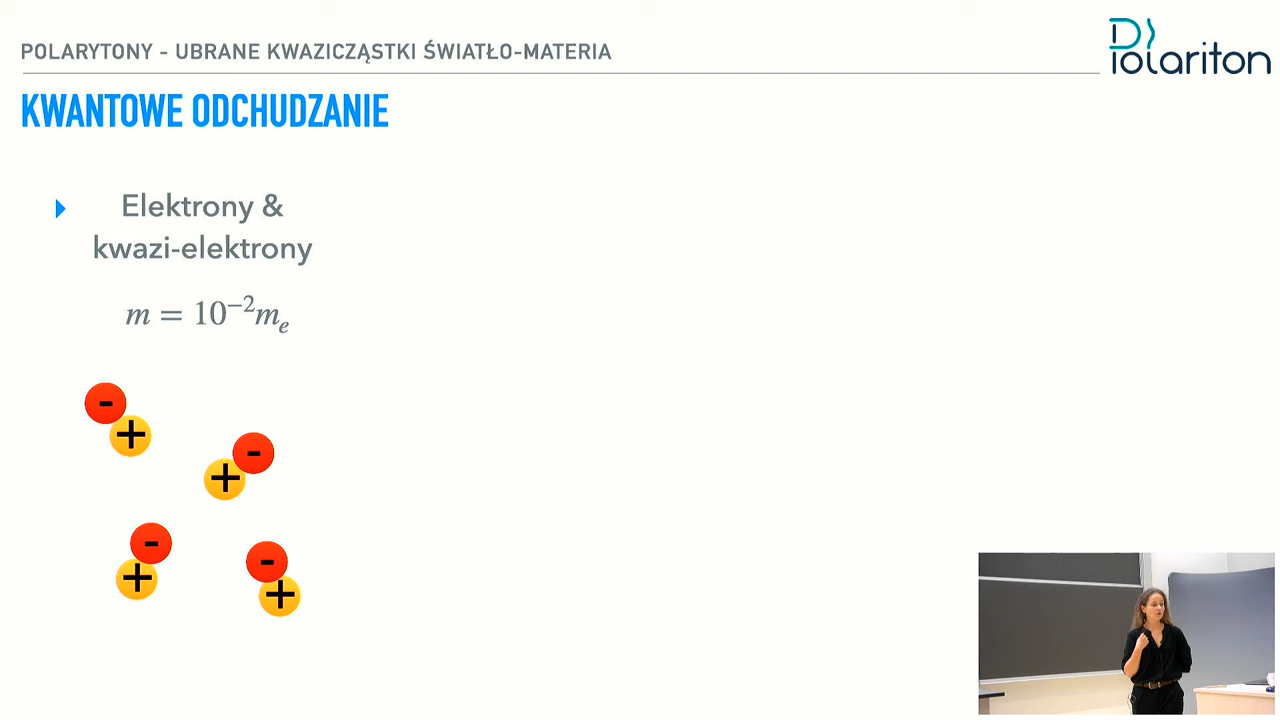 POLARYTONY - UBRANE KWAZICZĄSTKI ŚWIATŁO-MATERIA
Polariton
KWANTOWE ODCHUDZANIE
Elektrony &
kwazi-elektrony
m = 10⁻²mₑ
-
+
-
+
-
+
-
+